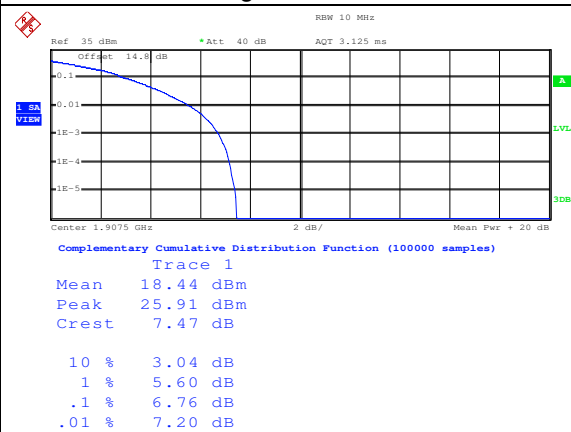 RBW 10 MHz
Ref 35 dBm *Att 40 dB AQT 3.125 ms
Offset 14.8 dB
0.1
A
0.01
1 SA
VIEW
1E-3
LVL
1E-4
1E-5
3DB
Center 1.9075 GHz 2 dB/ Mean Pwr + 20 dB
Complementary Cumulative Distribution Function (100000 samples)
Trace 1
Mean 18.44 dBm
Peak 25.91 dBm
Crest 7.47 dB
10 % 3.04 dB
1 % 5.60 dB
.1 % 6.76 dB
.01 % 7.20 dB